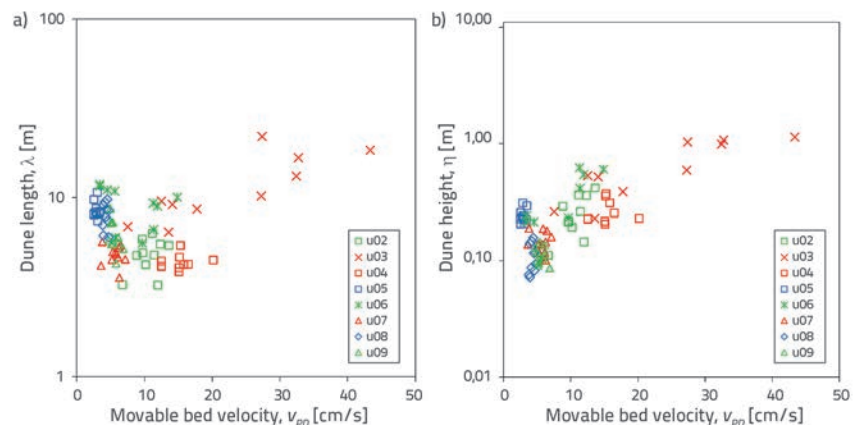 a)
100
10
1
Dune length, λ [m]
0
10
20
30
40
50
Movable bed velocity, v_PD [cm/s]
u02
u03
u04
u05
u06
u07
u08
u09
b)
10,00
1,00
0,10
0,01
Dune height, η [m]
0
10
20
30
40
50
Movable bed velocity, v_PD [cm/s]
u02
u03
u04
u05
u06
u07
u08
u09